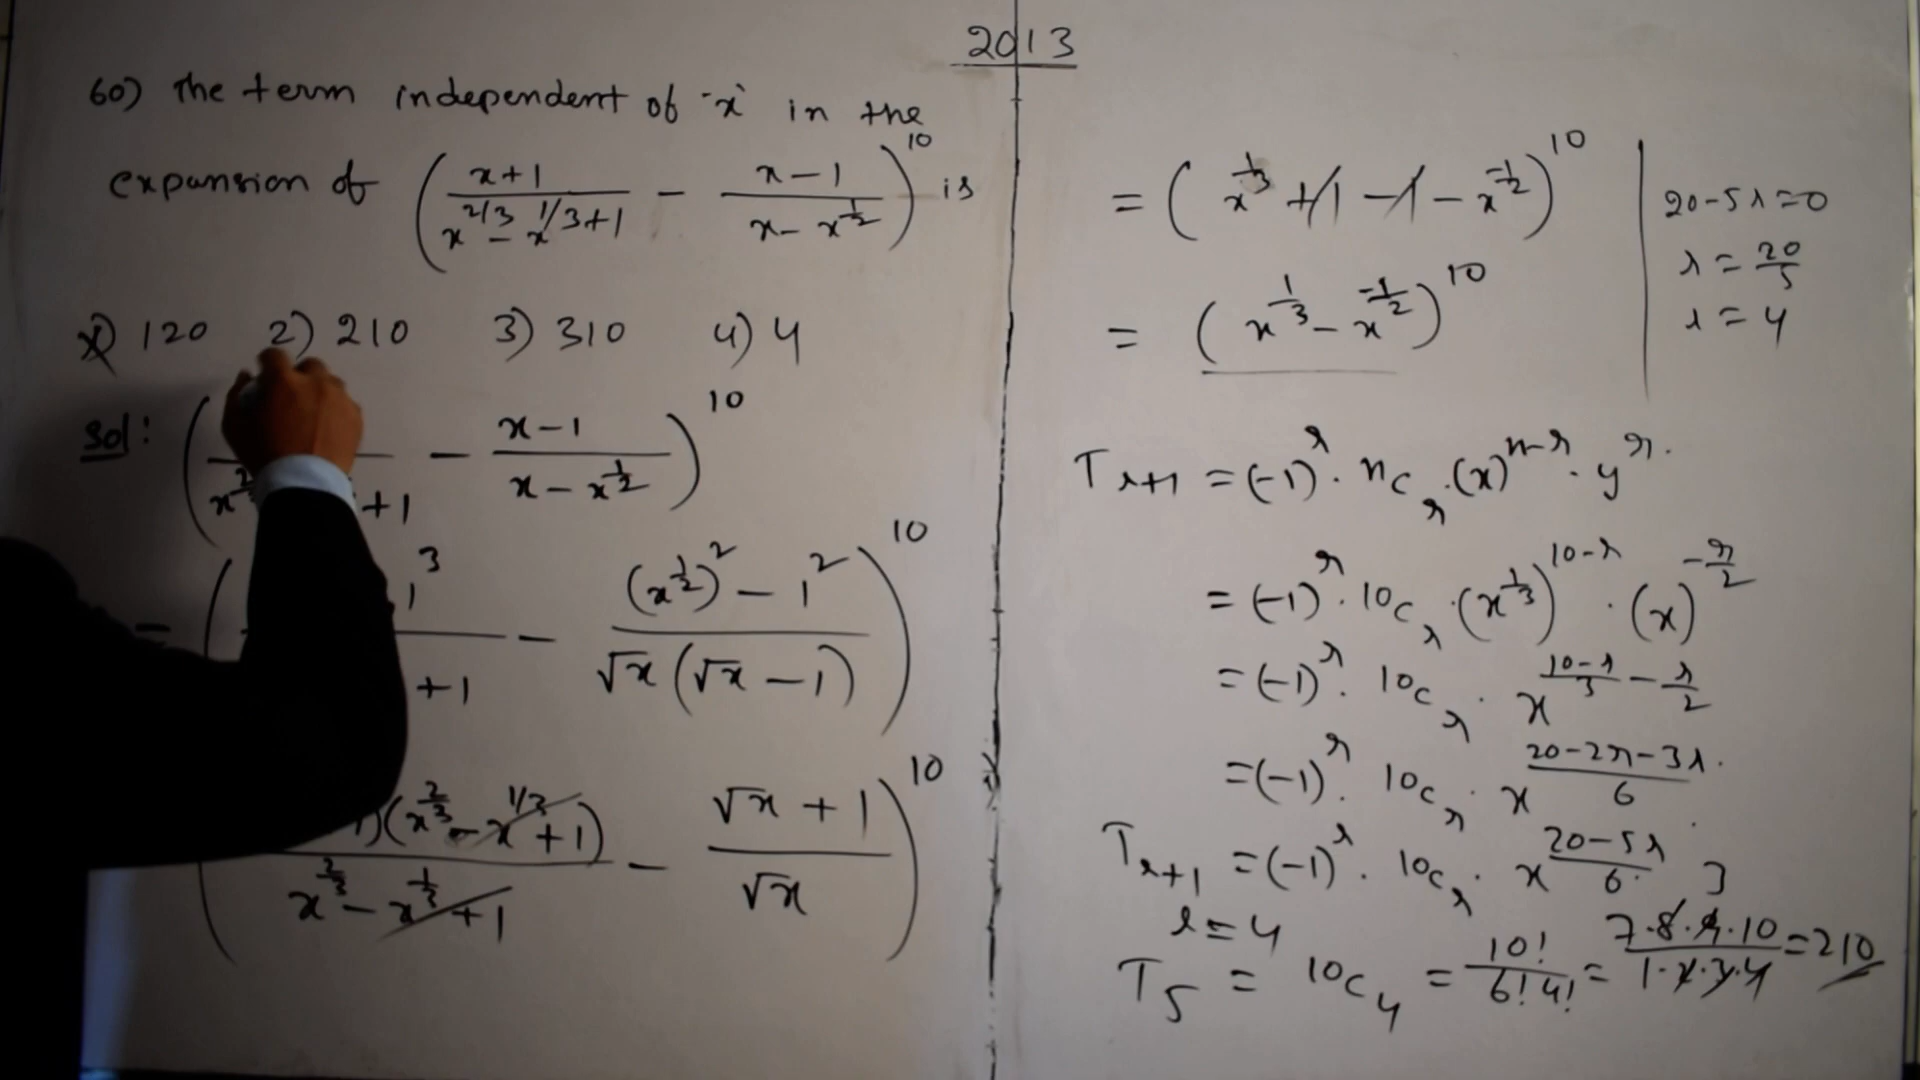 2013
60) The term independent of 'x' in the
expansion of ( (x+1)/(x^{2/3} - x^{1/3}+1) - (x-1)/(x - x^{1/2}) )^{10} is
1) 120 2) 210 3) 310 4) 4
Sol: - (x-1)/(x - x^{1/2}) )^{10}
+1
= ( 1^3 / +1 - ((x^{1/2})^2 - 1^2)/(√x(√x - 1)) )^{10}
)(x^{2/3} - x^{1/3} + 1) / (x^{2/3} - x^{1/3} + 1) - (√x + 1)/√x )^{10}
= ( x^{1/3} + 1 - 1 - x^{-1/2} )^{10}
= ( x^{1/3} - x^{-1/2} )^{10}
20-5r=0
r = 20/5
r = 4
T_{r+1} = (-1)^r . nC_r . (x)^{n-r} . y^r.
= (-1)^r . 10C_r . (x^{1/3})^{10-r} . (x)^{-r/2}
= (-1)^r . 10C_r . x^{(10-r)/3 - r/2}
= (-1)^r . 10C_r . x^{(20-2r-3r)/6}
T_{r+1} = (-1)^r . 10C_r . x^{(20-5r)/6}
r = 4
T_5 = 10C_4 = 10!/(6! 4!) = (7.8.9.10)/(1.2.3.4) = 210